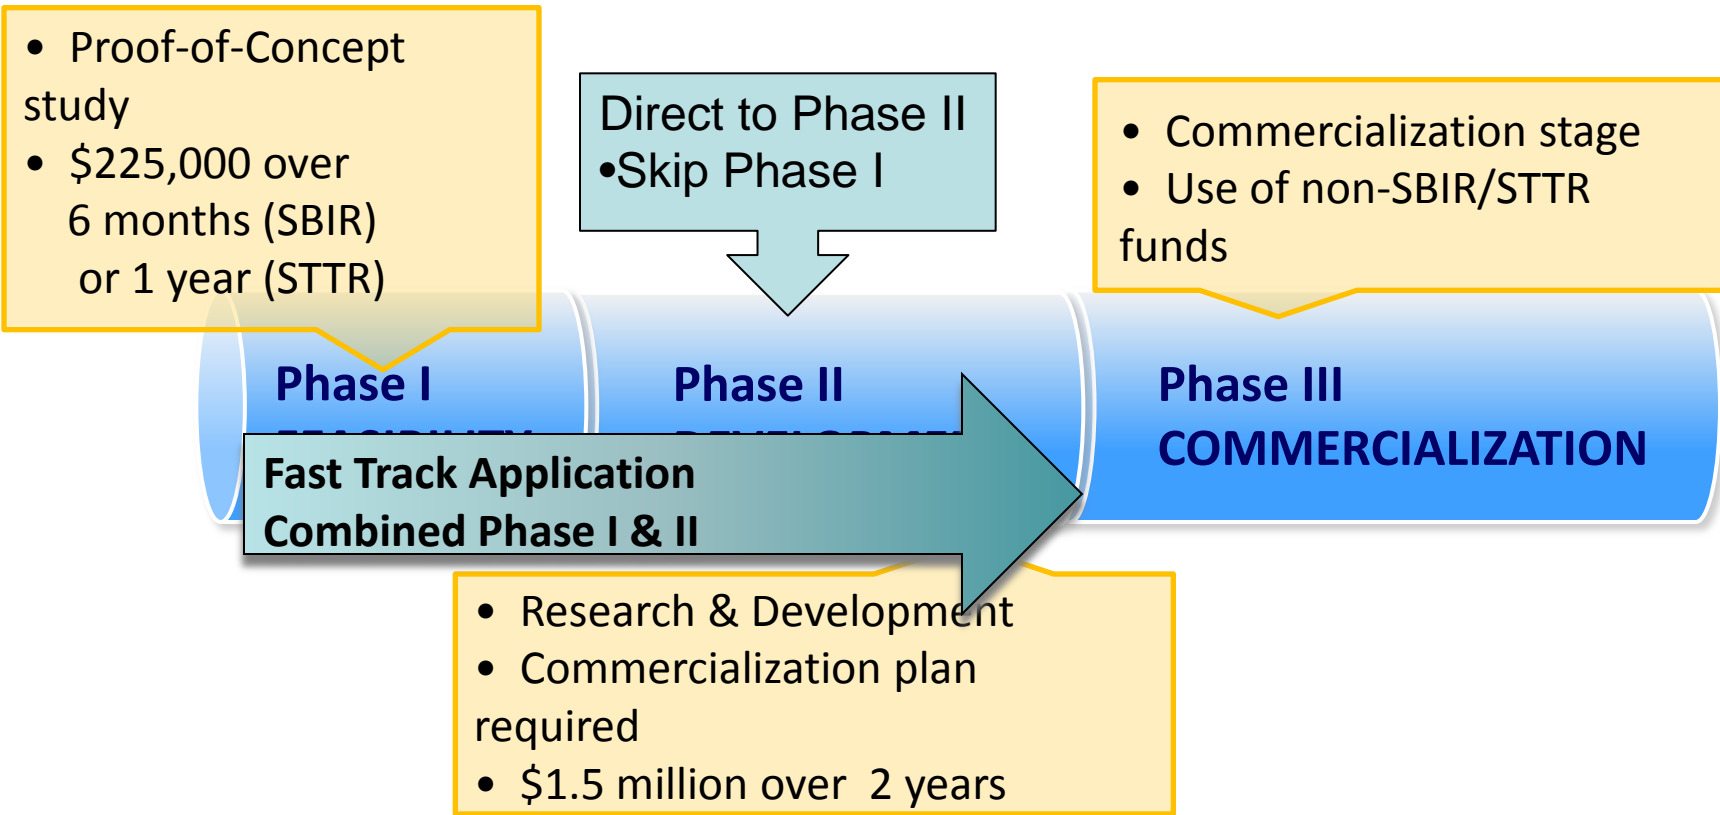 • Proof-of-Concept
study
• $225,000 over
6 months (SBIR)
or 1 year (STTR)
Direct to Phase II
•Skip Phase I
• Commercialization stage
• Use of non-SBIR/STTR
funds
Phase I
Phase II
Phase III
COMMERCIALIZATION
Fast Track Application
Combined Phase I & II
• Research & Development
• Commercialization plan
required
• $1.5 million over 2 years